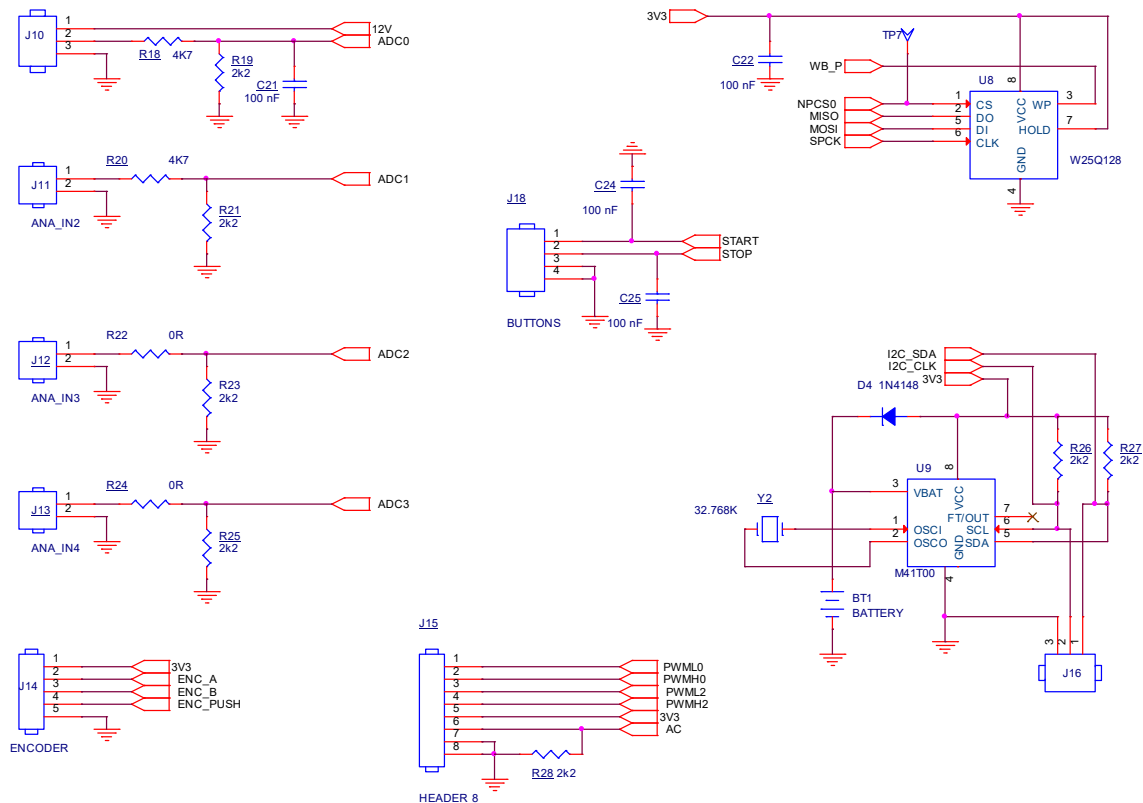 J10
1
2
3
R18 4K7
R19
2k2
C21
100 nF
12V
ADC0
J11
1
2
ANA_IN2
R20 4K7
R21
2k2
ADC1
J12
1
2
ANA_IN3
R22 0R
R23
2k2
ADC2
J13
1
2
ANA_IN4
R24 0R
R25
2k2
ADC3
J14
1
2
3
4
5
3V3
ENC_A
ENC_B
ENC_PUSH
ENCODER
3V3
C22
100 nF
TP7
WB_P
NPCS0
MISO
MOSI
SPCK
U8
1
2
5
6
CS
DO
DI
CLK
8
VCC
GND
4
WP
HOLD
3
7
W25Q128
J18
1
2
3
4
BUTTONS
C24
100 nF
START
STOP
C25
100 nF
I2C_SDA
I2C_CLK
3V3
D4 1N4148
R26
2k2
R27
2k2
U9
8
VCC
3
VBAT
1
OSCI
2
OSCO
FT/OUT
7
SCL
6
SDA
5
GND
4
M41T00
Y2
32.768K
BT1
BATTERY
3
2
1
J16
J15
1
2
3
4
5
6
7
8
PWML0
PWMH0
PWML2
PWMH2
3V3
AC
R28 2k2
HEADER 8